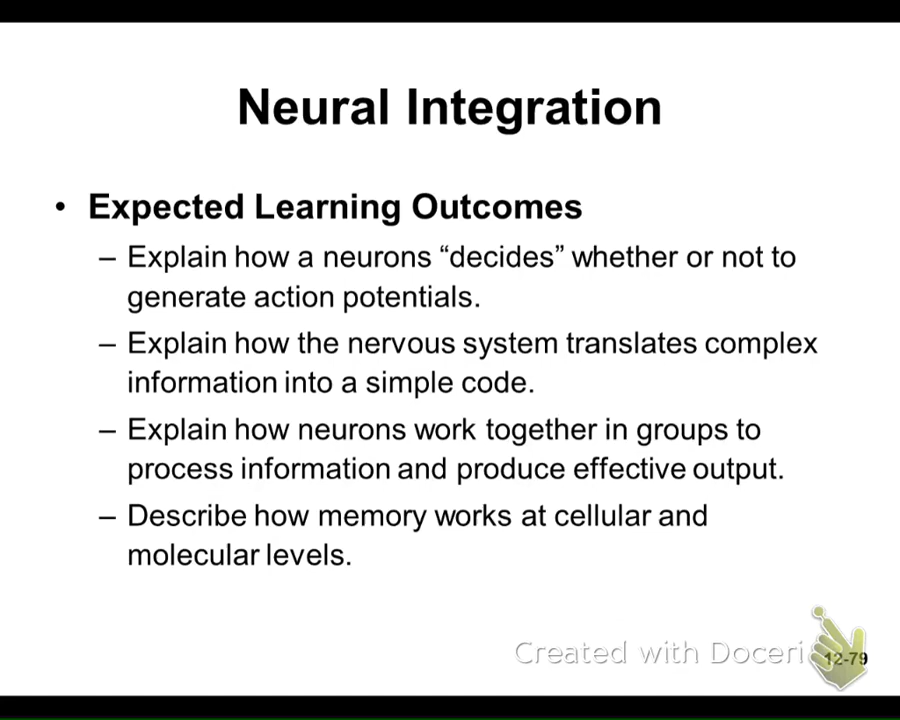 Neural Integration
• Expected Learning Outcomes
– Explain how a neurons “decides” whether or not to
generate action potentials.
– Explain how the nervous system translates complex
information into a simple code.
– Explain how neurons work together in groups to
process information and produce effective output.
– Describe how memory works at cellular and
molecular levels.
Created with Doceri
12-79